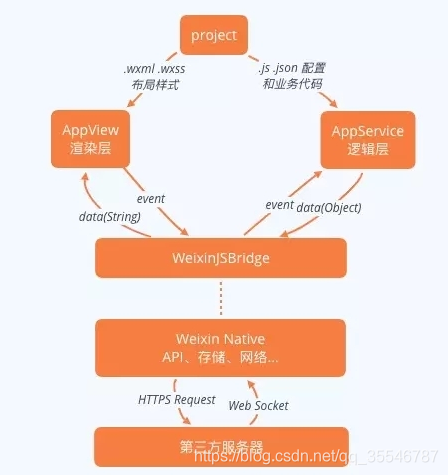 project
.wxml .wxss
布局样式
.js .json 配置
和业务代码
AppView
渲染层
AppService
逻辑层
event
data(String)
event
data(Object)
WeixinJSBridge
Weixin Native
API、存储、网络...
HTTPS Request
Web Socket
第三方服务器
https://blog.csdn.net/qq_35546787